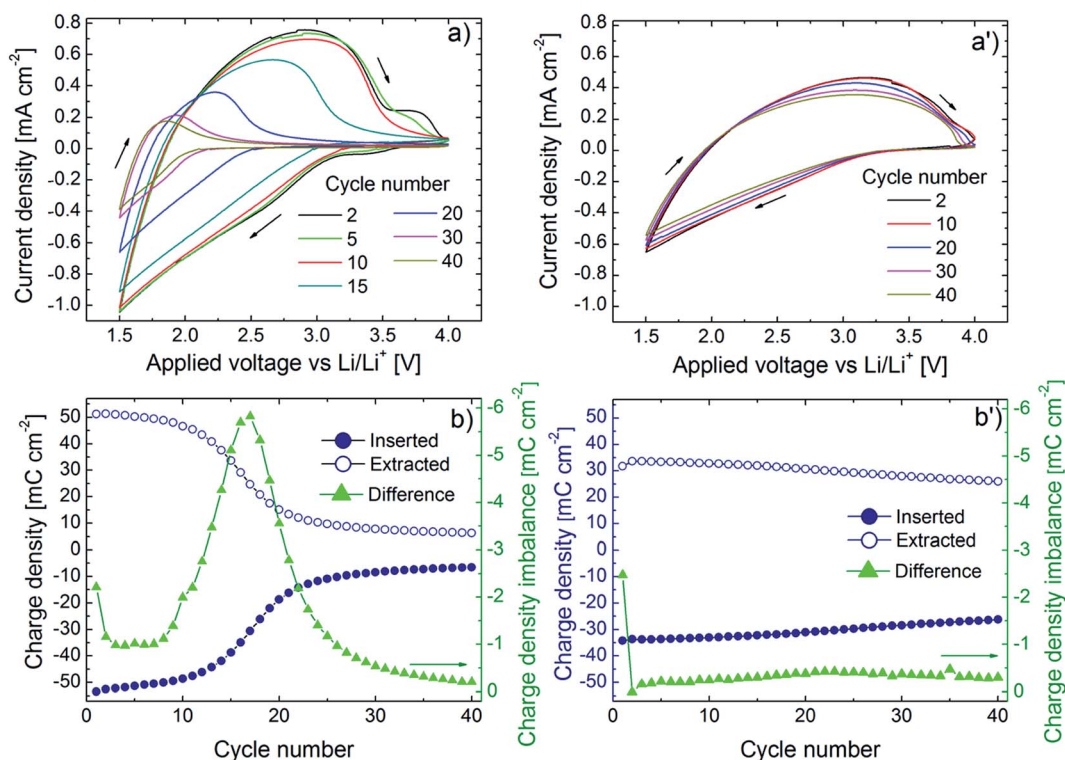 a)
0.8
0.6
0.4
0.2
0.0
-0.2
-0.4
-0.6
-0.8
-1.0
Current density [mA cm-2]
Cycle number
2
5
10
15
20
30
40
1.5 2.0 2.5 3.0 3.5 4.0
Applied voltage vs Li/Li+ [V]
a')
0.8
0.6
0.4
0.2
0.0
-0.2
-0.4
-0.6
-0.8
-1.0
Current density [mA cm-2]
Cycle number
2
10
20
30
40
1.5 2.0 2.5 3.0 3.5 4.0
Applied voltage vs Li/Li+ [V]
b)
50
40
30
20
10
0
-10
-20
-30
-40
-50
Charge density [mC cm-2]
Inserted
Extracted
Difference
-6
-5
-4
-3
-2
-1
0
Charge density imbalance [mC cm-2]
0 10 20 30 40
Cycle number
b')
50
40
30
20
10
0
-10
-20
-30
-40
-50
Charge density [mC cm-2]
Inserted
Extracted
Difference
-6
-5
-4
-3
-2
-1
0
Charge density imbalance [mC cm-2]
0 10 20 30 40
Cycle number